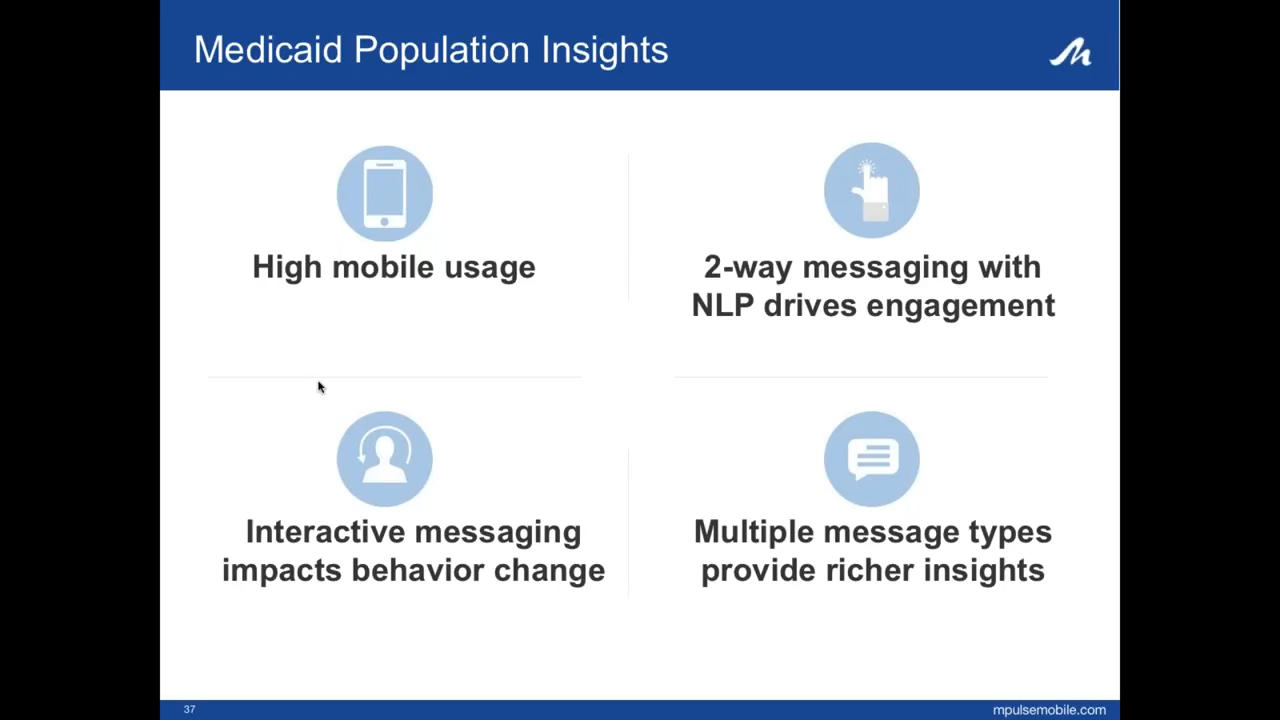 Medicaid Population Insights
High mobile usage
2-way messaging with
NLP drives engagement
Interactive messaging
impacts behavior change
Multiple message types
provide richer insights
37
mpulsemobile.com